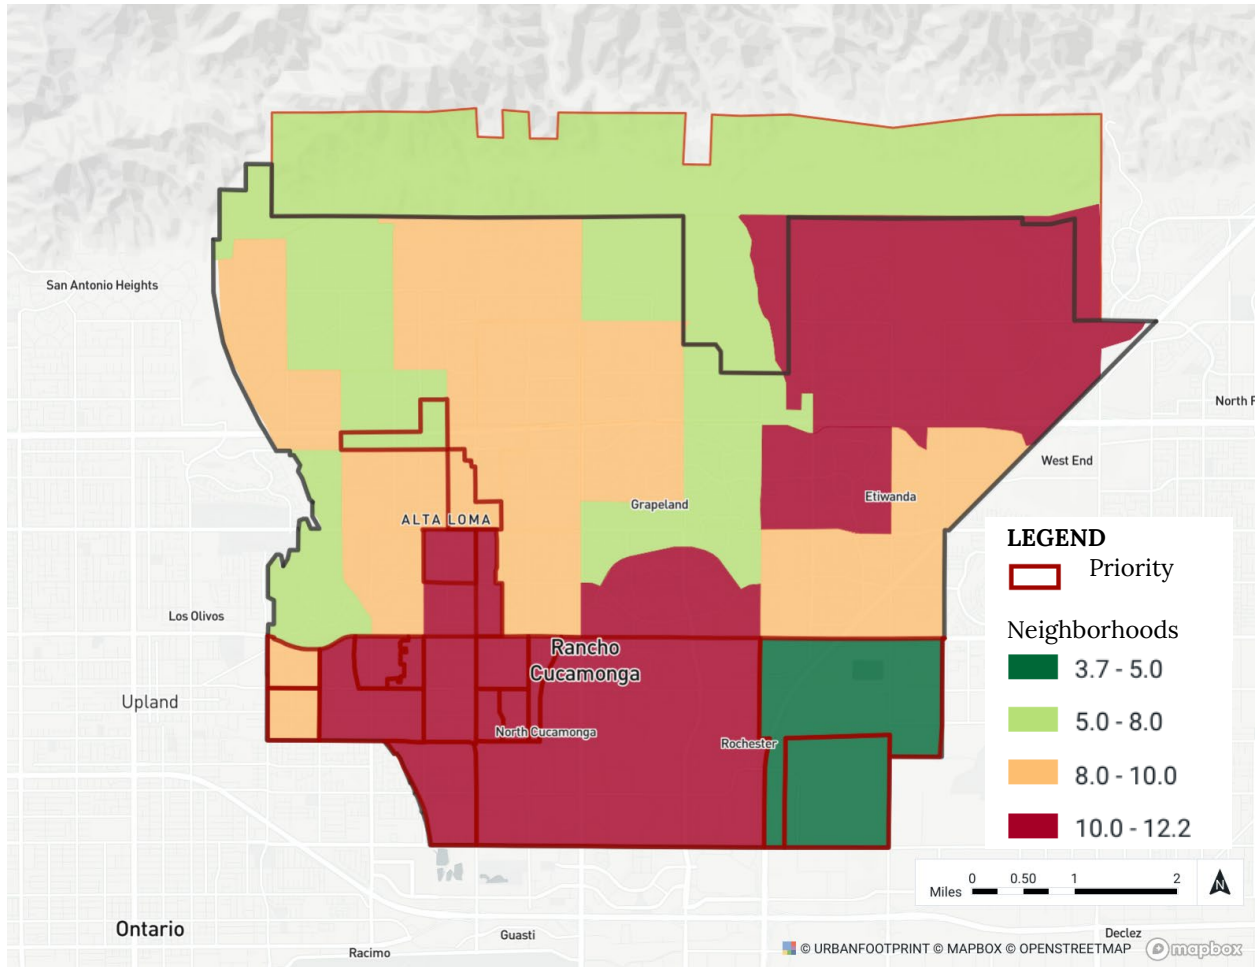 San Antonio Heights
North F
West End
Grapeland
Etiwanda
ALTA LOMA
LEGEND
Priority
Los Olivos
Neighborhoods
Rancho
Cucamonga
3.7 - 5.0
Upland
5.0 - 8.0
North Cucamonga
Rochester
8.0 - 10.0
10.0 - 12.2
0 0.50 1 2
Miles
N
Ontario
Guasti
Declez
Racimo
© URBANFOOTPRINT © MAPBOX © OPENSTREETMAP
mapbox